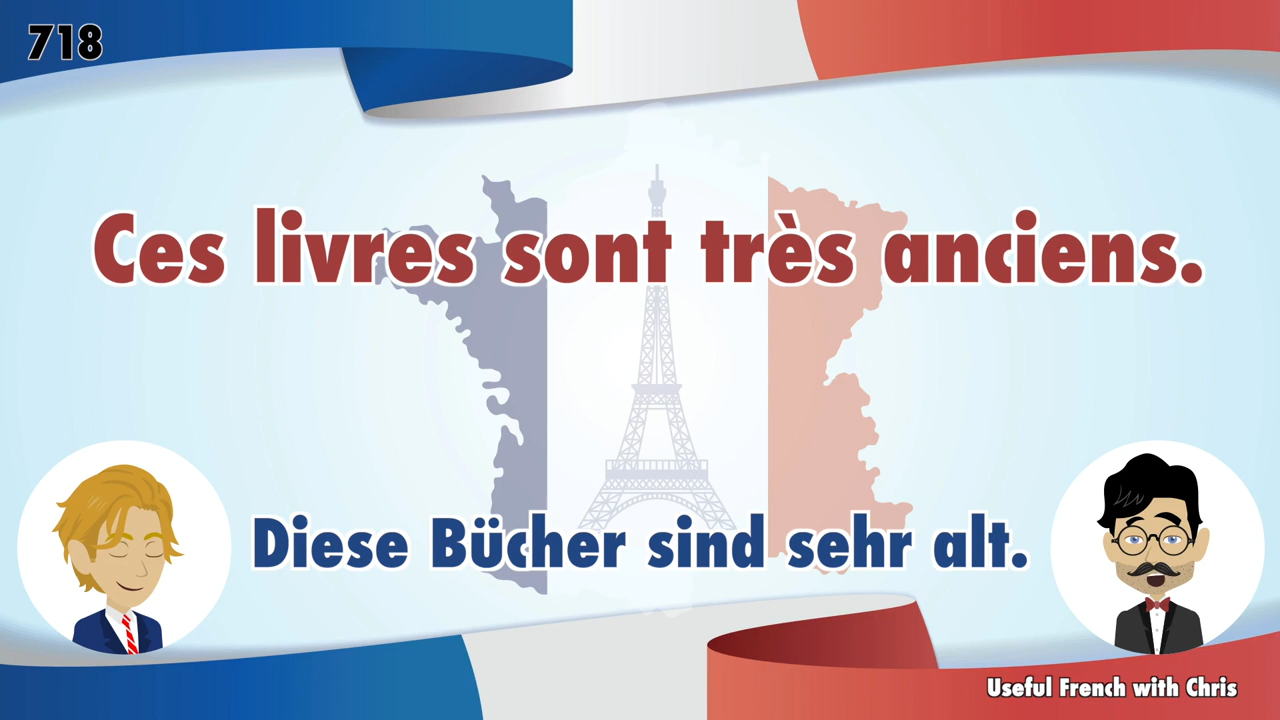 718
Ces livres sont très anciens.
Diese Bücher sind sehr alt.
Useful French with Chris